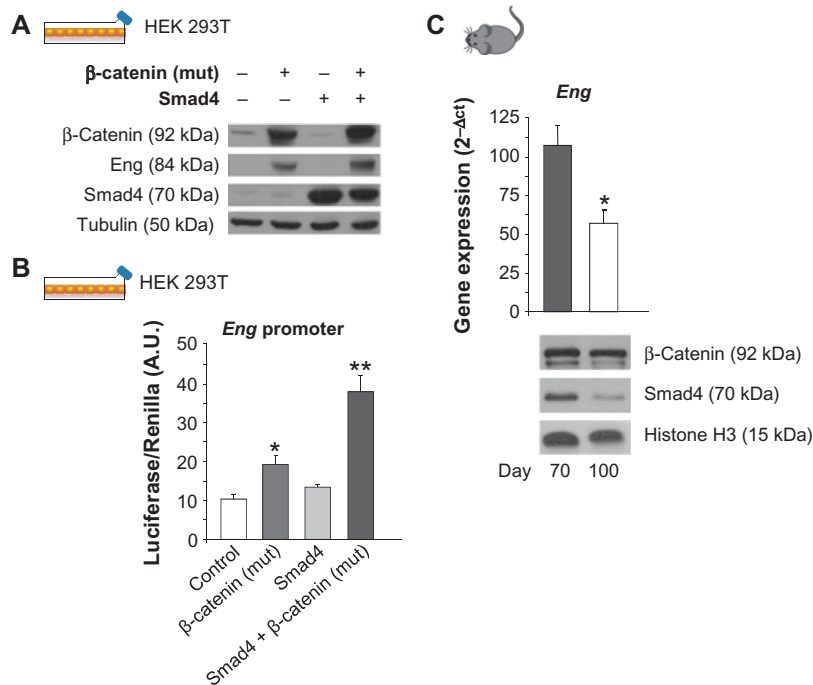 A
HEK 293T
β-catenin (mut) – + – +
Smad4 – – + +
β-Catenin (92 kDa)
Eng (84 kDa)
Smad4 (70 kDa)
Tubulin (50 kDa)
B
HEK 293T
Eng promoter
Luciferase/Renilla (A.U.)
50
40
30
20
10
0
*
**
Control
β-catenin (mut)
Smad4
Smad4 + β-catenin (mut)
C
Eng
Gene expression (2–Δct)
125
100
75
50
25
0
*
β-Catenin (92 kDa)
Smad4 (70 kDa)
Histone H3 (15 kDa)
Day 70 100